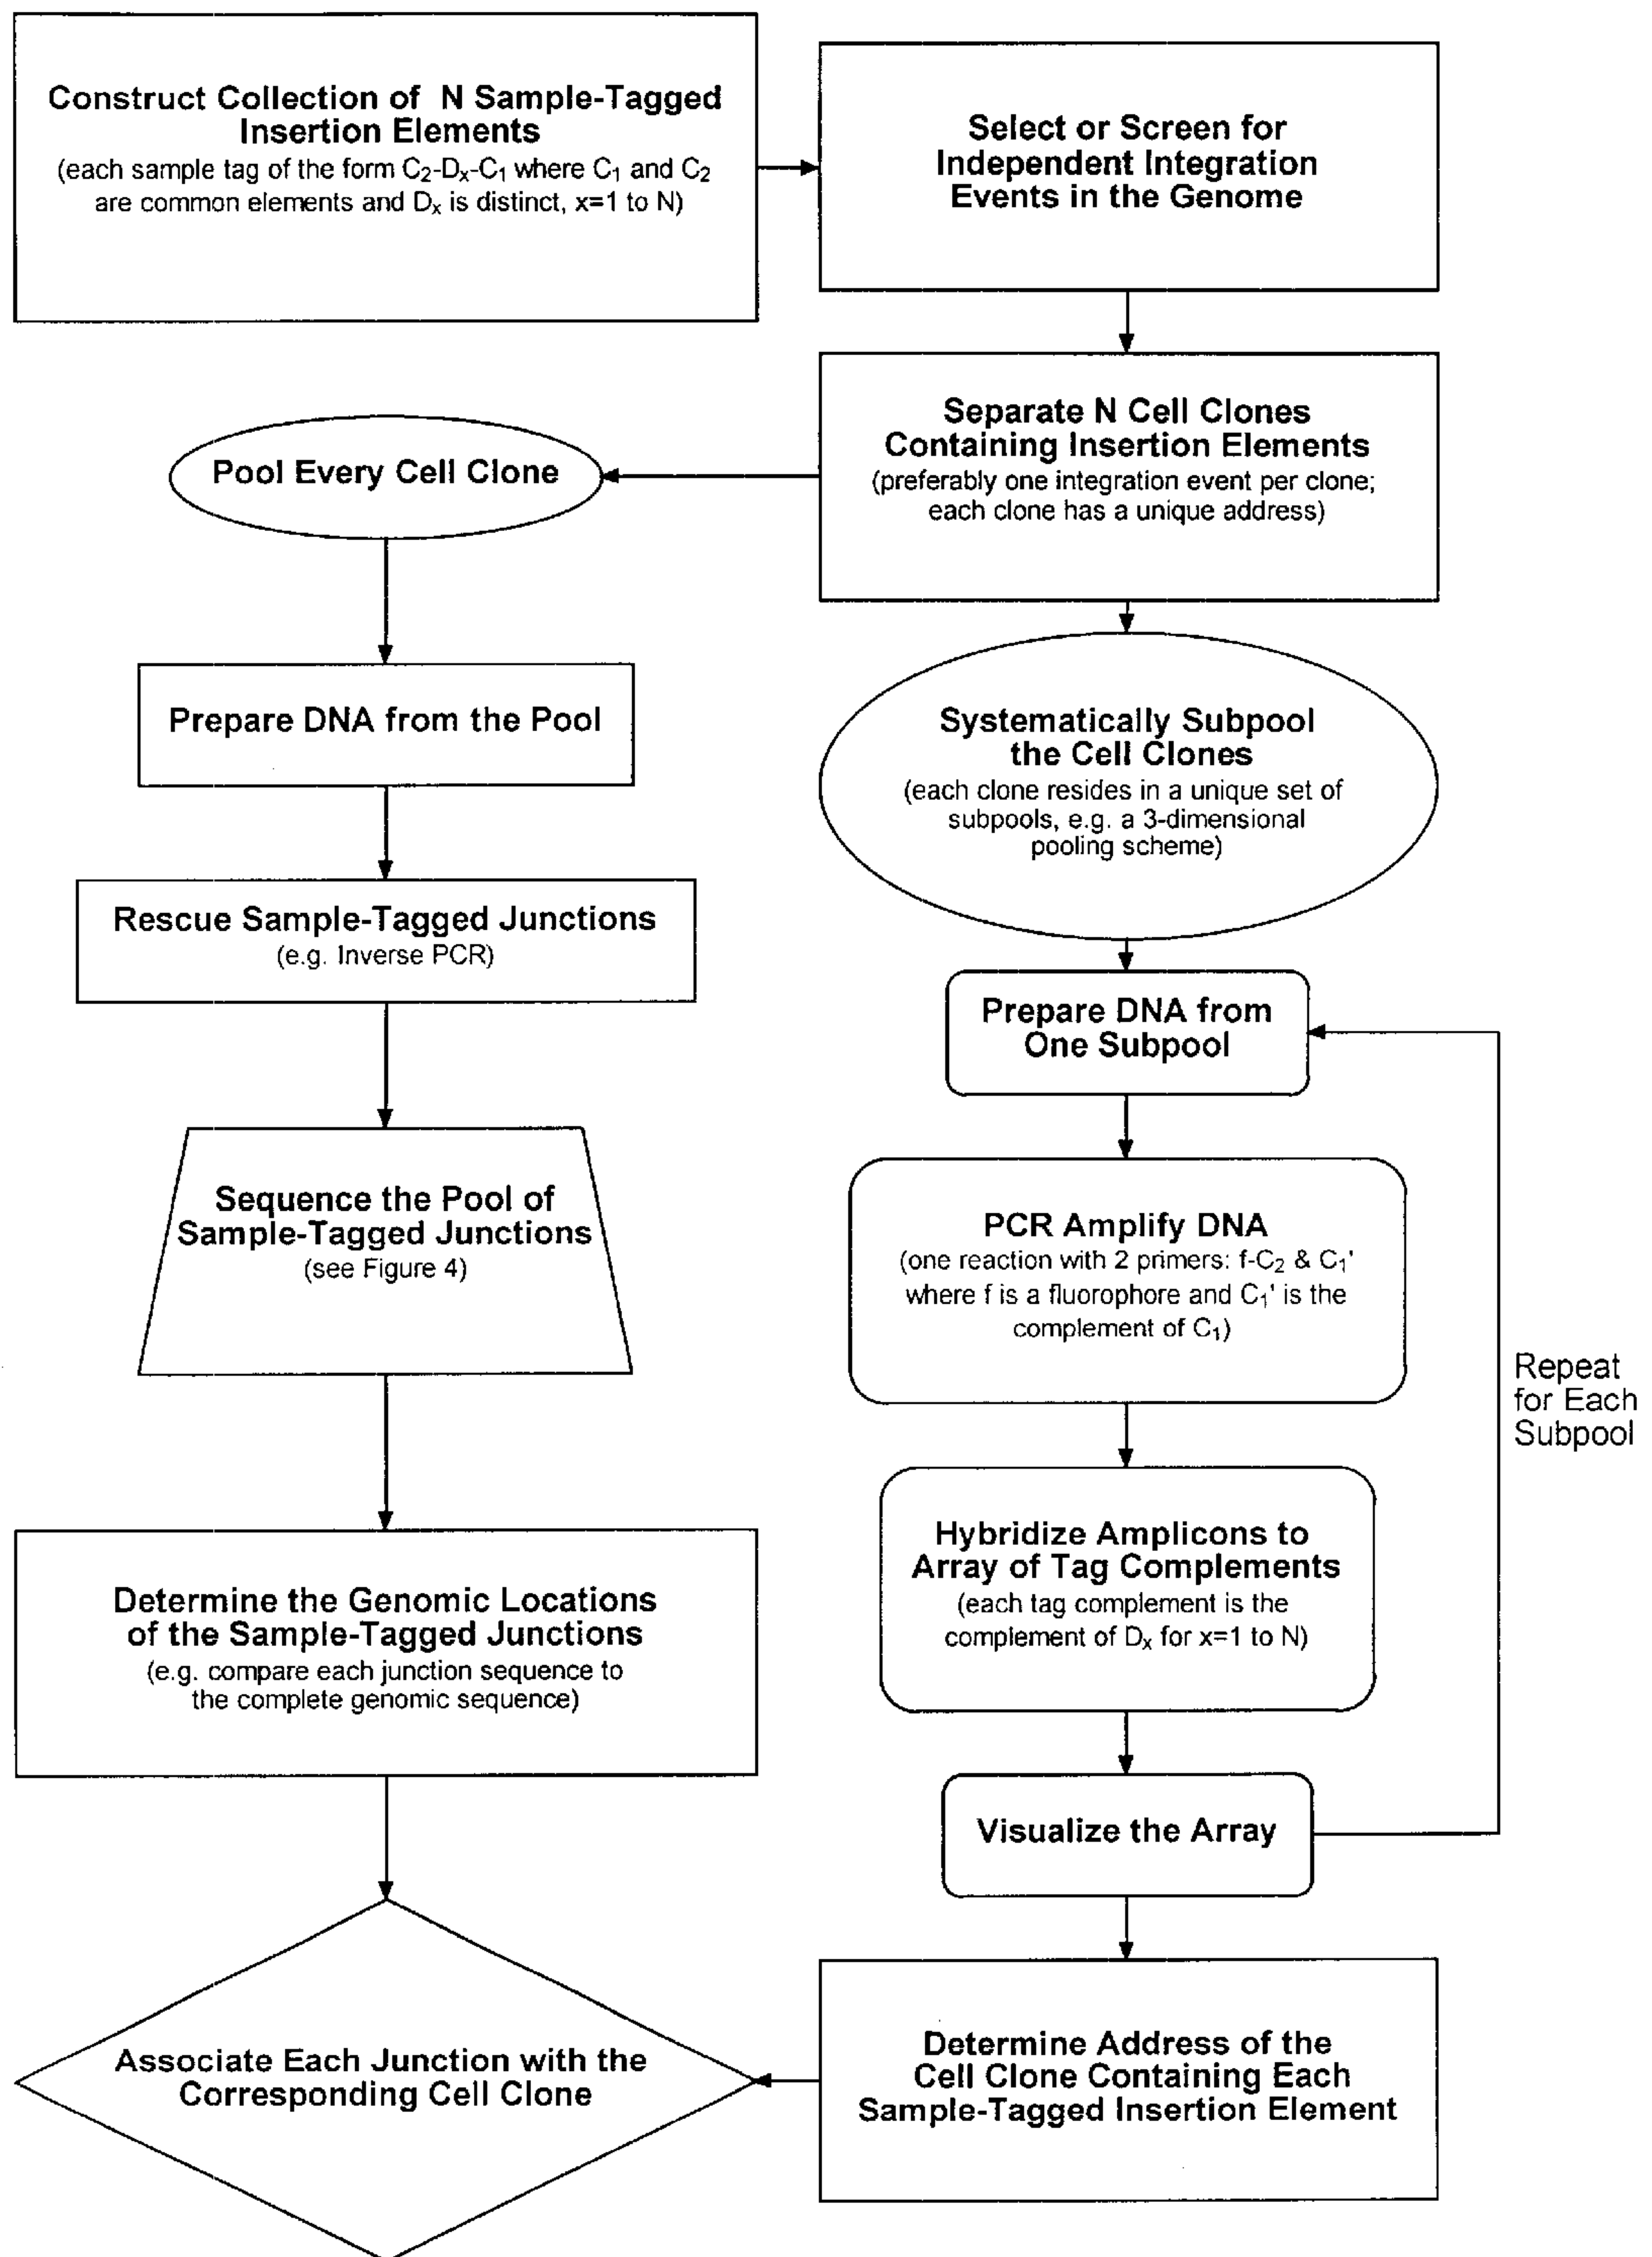 Construct Collection of N Sample-Tagged
Insertion Elements
(each sample tag of the form C₂-Dₓ-C₁ where C₁ and C₂
are common elements and Dₓ is distinct, x=1 to N)
Select or Screen for
Independent Integration
Events in the Genome
Separate N Cell Clones
Containing Insertion Elements
(preferably one integration event per clone;
each clone has a unique address)
Pool Every Cell Clone
Prepare DNA from the Pool
Rescue Sample-Tagged Junctions
(e.g. Inverse PCR)
Sequence the Pool of
Sample-Tagged Junctions
(see Figure 4)
Determine the Genomic Locations
of the Sample-Tagged Junctions
(e.g. compare each junction sequence to
the complete genomic sequence)
Systematically Subpool
the Cell Clones
(each clone resides in a unique set of
subpools, e.g. a 3-dimensional
pooling scheme)
Prepare DNA from
One Subpool
PCR Amplify DNA
(one reaction with 2 primers: f-C₂ & C₁'
where f is a fluorophore and C₁' is the
complement of C₁)
Hybridize Amplicons to
Array of Tag Complements
(each tag complement is the
complement of Dₓ for x=1 to N)
Visualize the Array
Repeat
for Each
Subpool
Determine Address of the
Cell Clone Containing Each
Sample-Tagged Insertion Element
Associate Each Junction with the
Corresponding Cell Clone